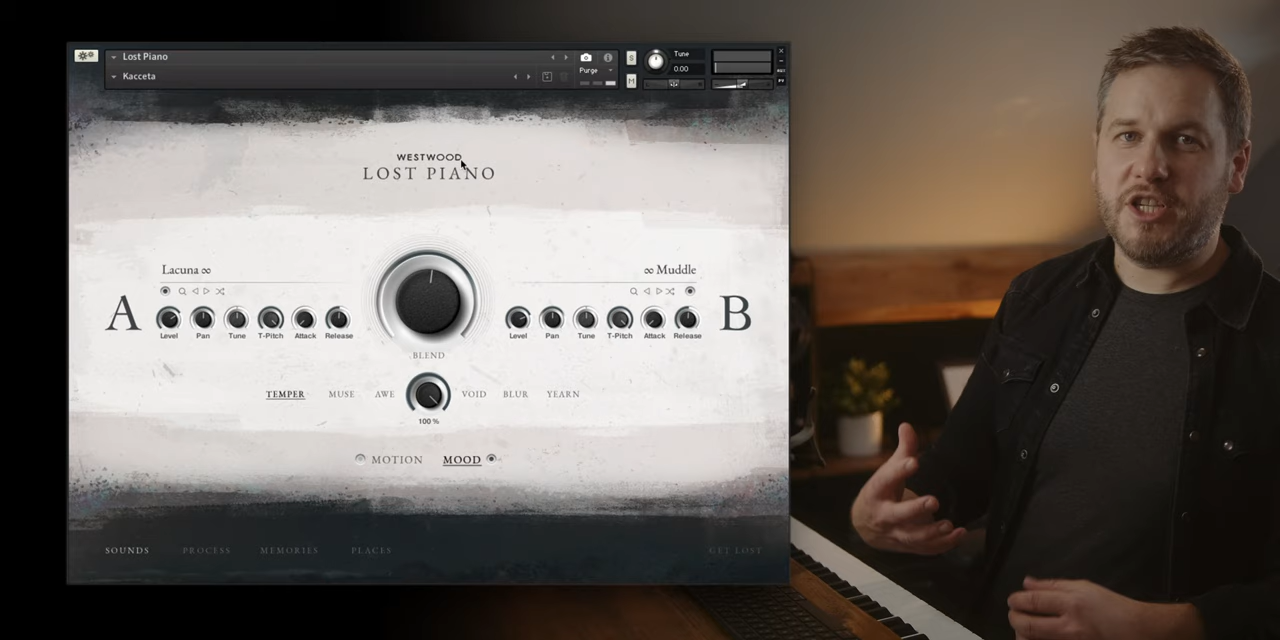 Lost Piano
Kacceta
Purge
S
M
Tune
0.00
WESTWOOD
LOST PIANO
Lacuna ∞
∞ Muddle
A
B
Level Pan Tune T-Pitch Attack Release
Level Pan Tune T-Pitch Attack Release
BLEND
TEMPER MUSE AWE VOID BLUR YEARN
100 %
MOTION MOOD
SOUNDS PROCESS MEMORIES PLACES GET LOST